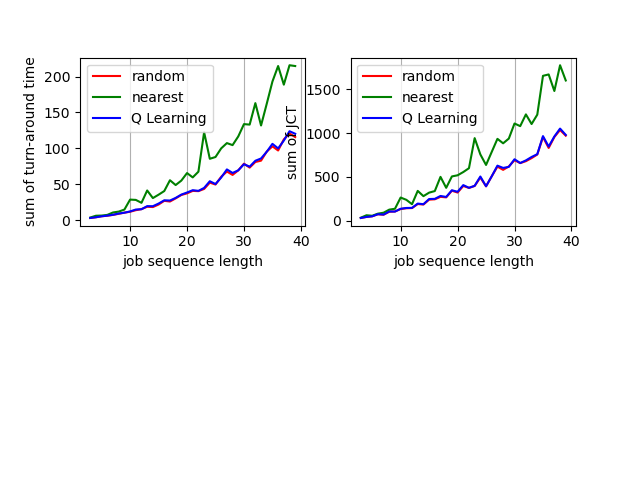 sum of turn-around time
200
150
100
50
0
random
nearest
Q Learning
10
20
30
40
job sequence length
sum of JCT
1500
1000
500
0
random
nearest
Q Learning
10
20
30
40
job sequence length